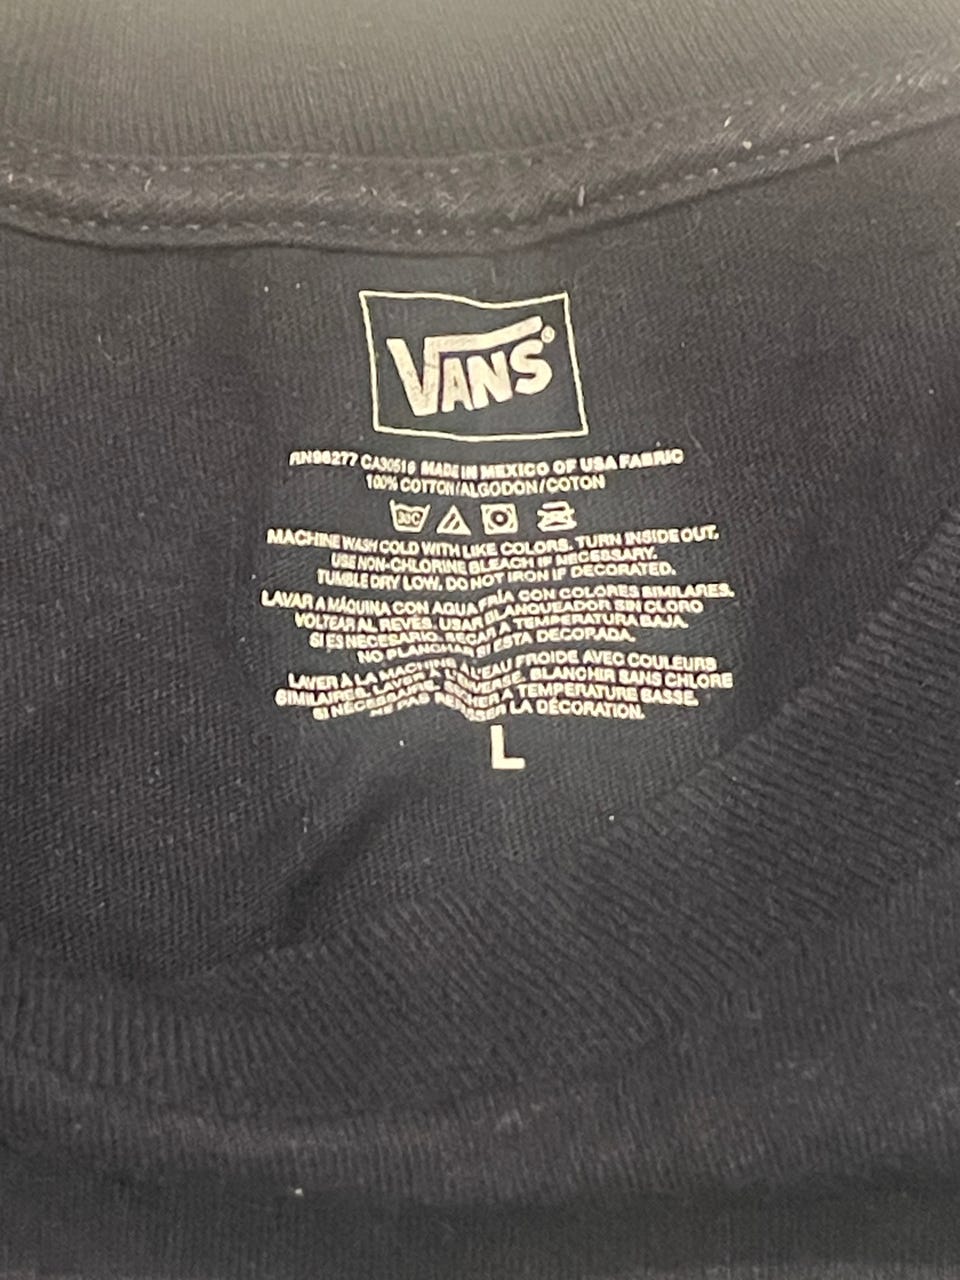 VANS®
RN96277 CA30516 MADE IN MEXICO OF USA FABRIC
100% COTTON/ALGODON/COTON
30C
MACHINE WASH COLD WITH LIKE COLORS. TURN INSIDE OUT.
USE NON-CHLORINE BLEACH IF NECESSARY.
TUMBLE DRY LOW. DO NOT IRON IF DECORATED.
LAVAR A MÁQUINA CON AQUA FRÍA CON COLORES SIMILARES.
VOLTEAR AL REVÉS. USAR BLANQUEADOR SIN CLORO
SI ES NECESARIO. SECAR A TEMPERATURA BAJA.
NO PLANCHAR SI ESTA DECORADA.
LAVER À LA MACHINE À L'EAU FROIDE AVEC COULEURS
SIMILAIRES. LAVER À L'ENVERSE. BLANCHIR SANS CHLORE
SI NÉCESSAIRE. SÉCHER A TEMPERATURE BASSE.
NE PAS REPASSER LA DÉCORATION.
L